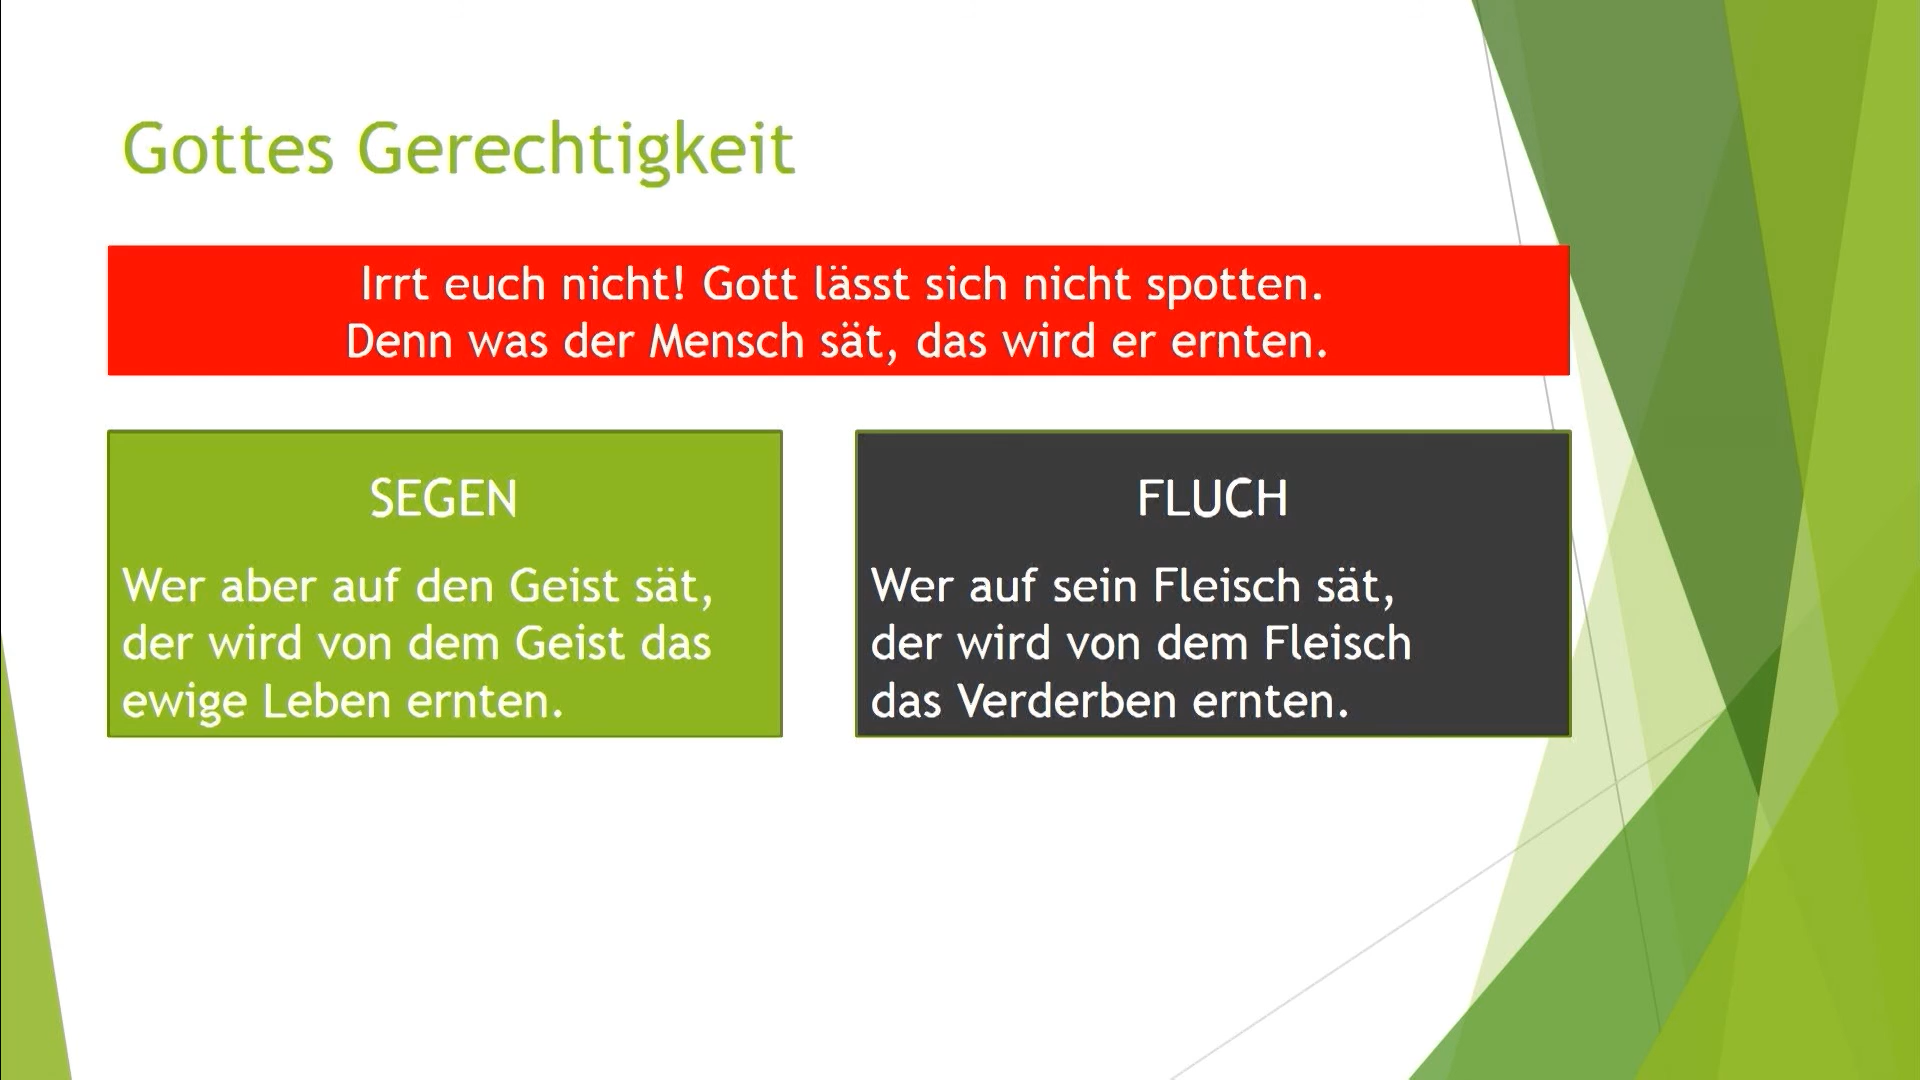 Gottes Gerechtigkeit
Irrt euch nicht! Gott lässt sich nicht spotten.
Denn was der Mensch sät, das wird er ernten.
SEGEN
Wer aber auf den Geist sät,
der wird von dem Geist das
ewige Leben ernten.
FLUCH
Wer auf sein Fleisch sät,
der wird von dem Fleisch
das Verderben ernten.